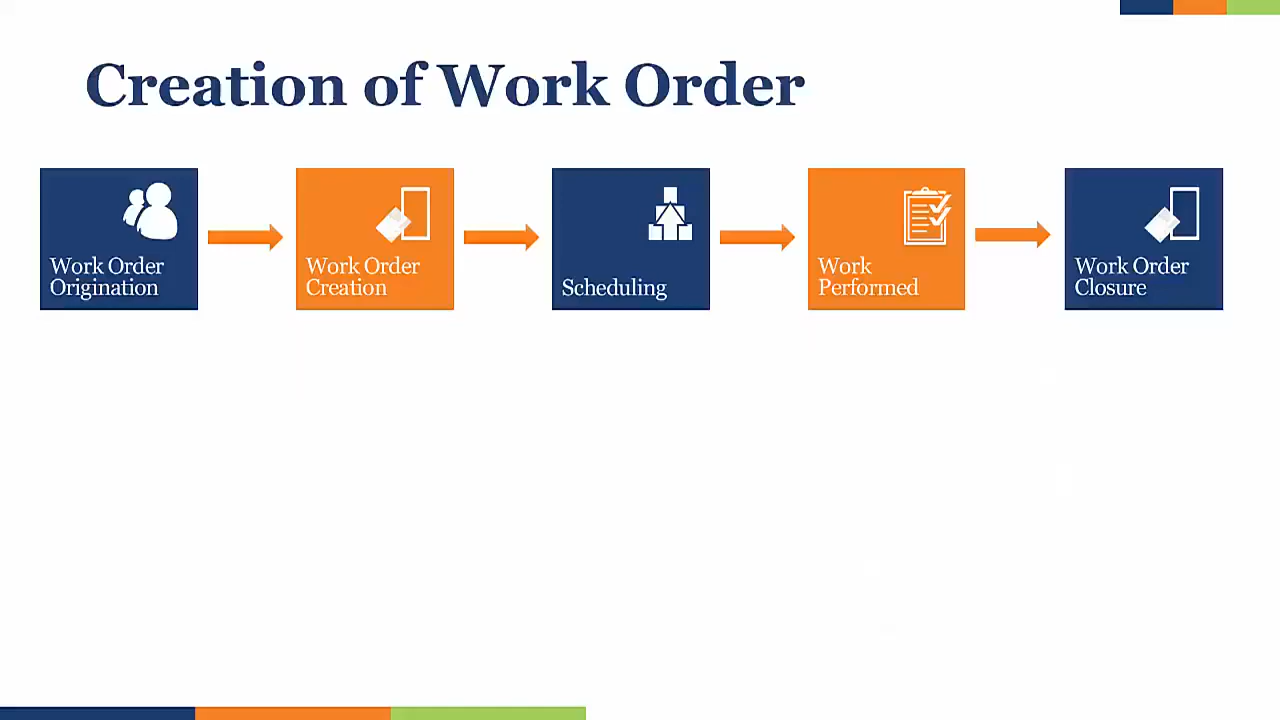 Creation of Work Order
Work Order
Origination
Work Order
Creation
Scheduling
Work
Performed
Work Order
Closure